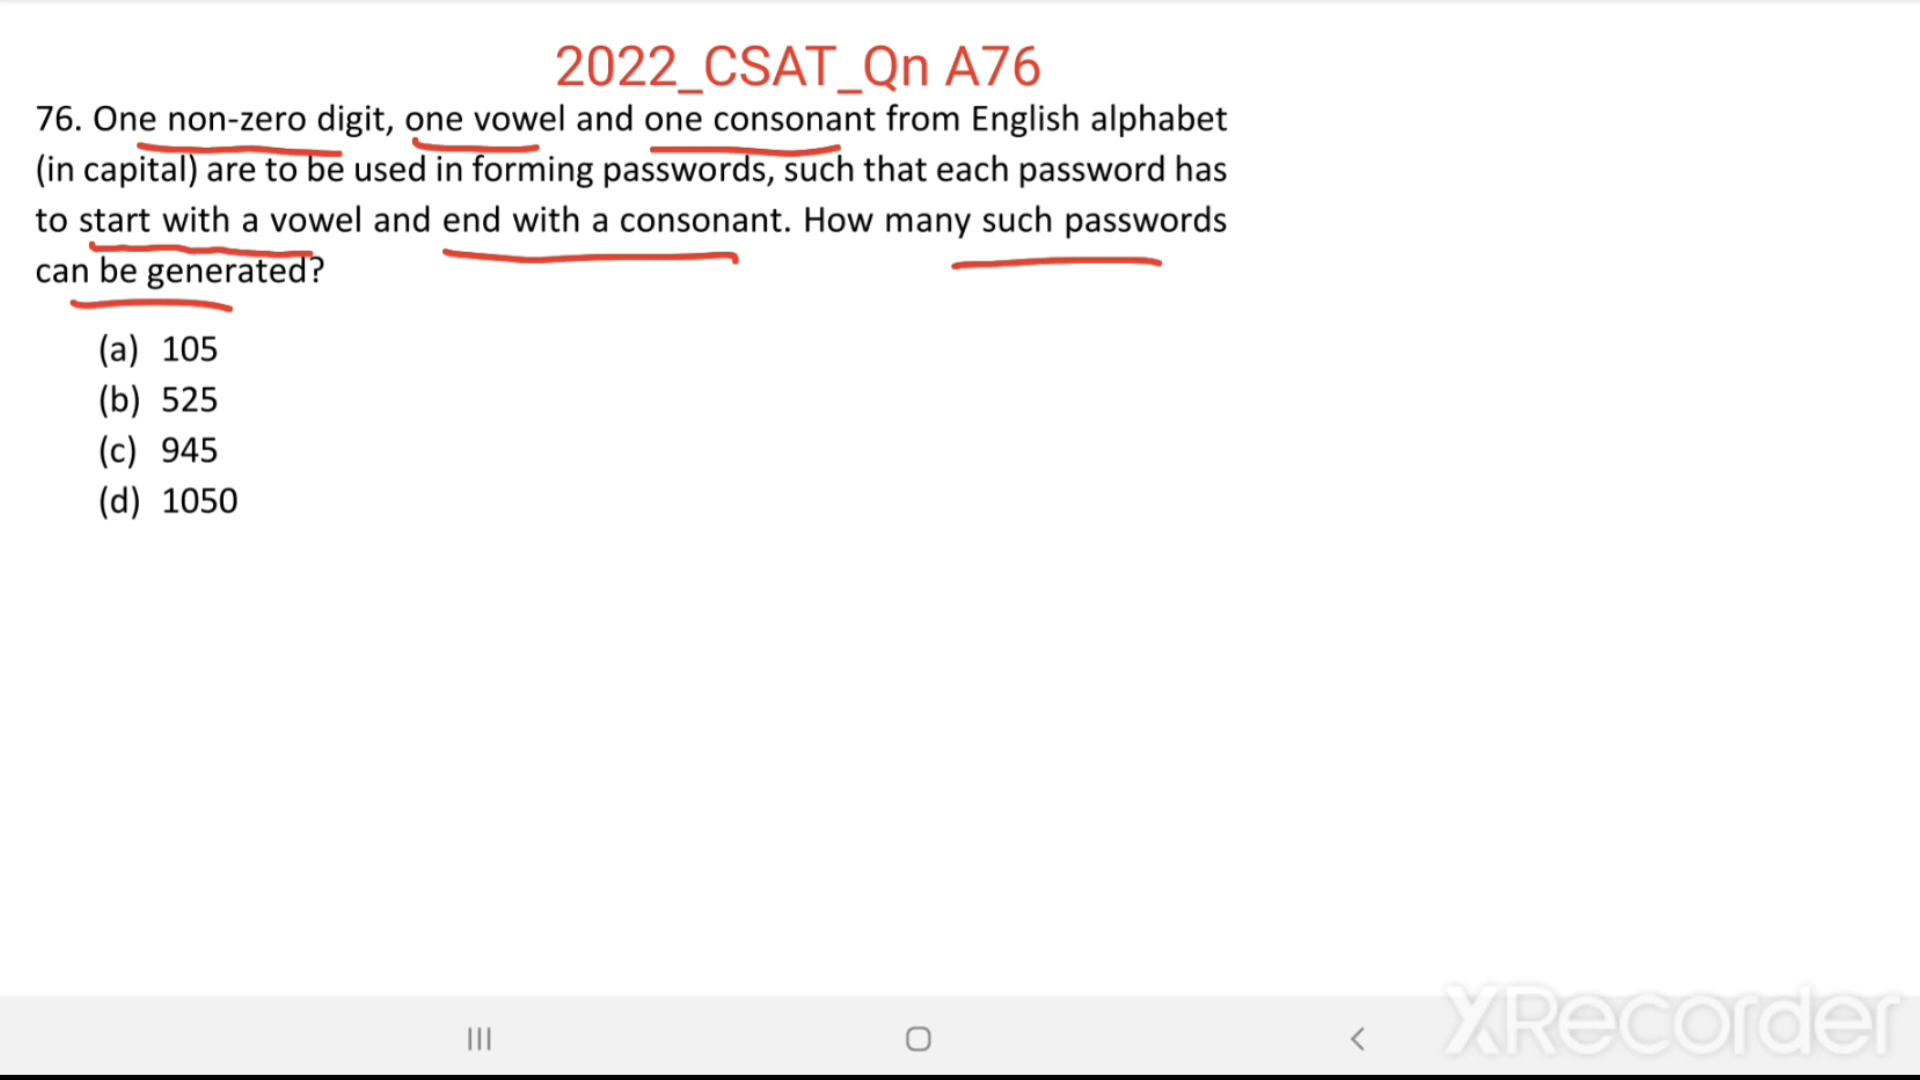 2022_CSAT_Qn A76
76. One non-zero digit, one vowel and one consonant from English alphabet
(in capital) are to be used in forming passwords, such that each password has
to start with a vowel and end with a consonant. How many such passwords
can be generated?
(a) 105
(b) 525
(c) 945
(d) 1050
XRecorder